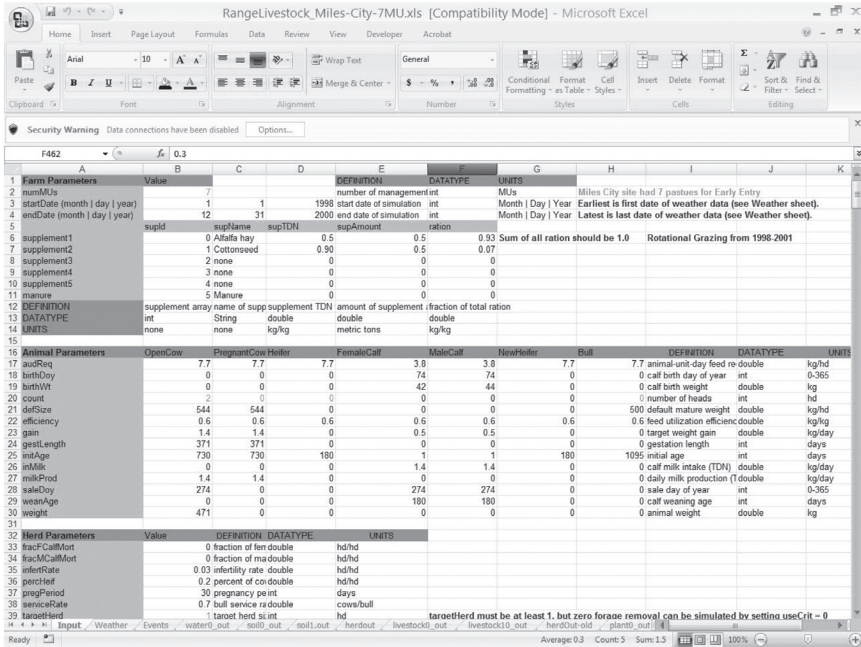 RangeLivestock_Miles-City-7MU.xls [Compatibility Mode] - Microsoft Excel
Home Insert Page Layout Formulas Data Review View Developer Acrobat
Arial 10 Wrap Text General
Paste Merge & Center Conditional Formatting Format as Table Cell Styles Insert Delete Format Sort & Filter Find & Select
Clipboard Font Alignment Number Styles Cells Editing
Security Warning Data connections have been disabled Options...
F462 fx 0.3
A B C D E F G H I J K
1 Farm Parameters Value DEFINITION DATATYPE UNITS
2 numMUs 7 number of management int MUs Miles City site had 7 pastues for Early Entry
3 startDate (month | day | year) 1 1 1998 start date of simulation int Month | Day | Year Earliest is first date of weather data (see Weather sheet).
4 endDate (month | day | year) 12 31 2000 end date of simulation int Month | Day | Year Latest is last date of weather data (see Weather sheet).
5 supId supName supTDN supAmount ration
6 supplement1 0 Alfalfa hay 0.5 0.5 0.93 Sum of all ration should be 1.0 Rotational Grazing from 1998-2001
7 supplement2 1 Cottonseed 0.90 0.5 0.07
8 supplement3 2 none 0 0 0
9 supplement4 3 none 0 0 0
10 supplement5 4 none 0 0 0
11 manure 5 Manure 0 0 0
12 DEFINITION supplement array name of supp supplement TDN amount of supplement fraction of total ration
13 DATATYPE int String double double double
14 UNITS none none kg/kg metric tons kg/kg
15
16 Animal Parameters OpenCow PregnantCow Heifer FemaleCalf MaleCalf NewHeifer Bull DEFINITION DATATYPE UNITS
17 audReq 7.7 7.7 7.7 3.8 3.8 7.7 7.7 animal-unit-day feed re double kg/hd
18 birthDoy 0 0 0 74 74 0 0 calf birth day of year int 0-365
19 birthWt 0 0 0 42 44 0 0 calf birth weight double kg
20 count 2 0 0 0 0 0 0 number of heads int hd
21 defSize 544 544 0 0 0 0 500 default mature weight double kg/hd
22 efficiency 0.6 0.6 0.6 0.6 0.6 0.6 0.6 feed utilization efficienc double kg/kg
23 gain 1.4 1.4 0 0.5 0.5 0 0 target weight gain double kg/day
24 gestLength 371 371 0 0 0 0 0 gestation length int days
25 initAge 730 730 180 1 1 180 1095 initial age int days
26 inMilk 0 0 0 1.4 1.4 0 0 calf milk intake (TDN) double kg/day
27 milkProd 1.4 1.4 0 0 0 0 0 daily milk production (T double kg/day
28 saleDoy 274 0 0 274 274 0 0 sale day of year int 0-365
29 weanAge 0 0 0 180 180 0 0 calf weaning age int days
30 weight 471 0 0 0 0 0 0 animal weight double kg
31
32 Herd Parameters Value DEFINITION DATATYPE UNITS
33 fracFCalfMort 0 fraction of fem double hd/hd
34 fracMCalfMort 0 fraction of ma double hd/hd
35 infertRate 0.03 infertility rate double hd/hd
36 percHeif 0.2 percent of co double hd/hd
37 pregPeriod 30 pregnancy pe int days
38 serviceRate 0.7 bull service ra double cows/bull
39 targetHerd 1 target herd si int hd targetHerd must be at least 1, but zero forage removal can be simulated by setting useCrit = 0
Input Weather Events water0_out soil0_out soil1.out herdout livestock0_out livestock10_out herdOut-old plant0_out
Ready Average: 0.3 Count: 5 Sum: 1.5 100%